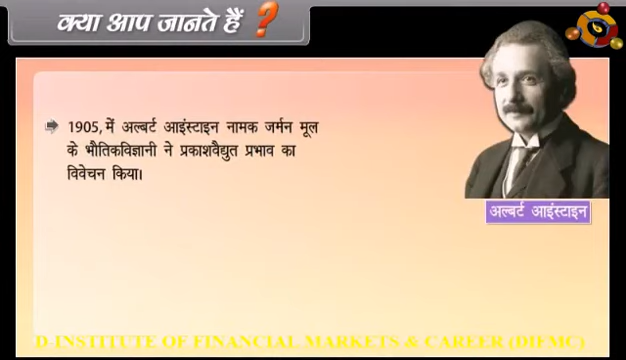 क्या आप जानते हैं ?
1905, में अल्बर्ट आइंस्टाइन नामक जर्मन मूल
के भौतिकविज्ञानी ने प्रकाशवैद्युत प्रभाव का
विवेचन किया।
अल्बर्ट आइंस्टाइन
D-INSTITUTE OF FINANCIAL MARKETS & CAREER (DIFMC)